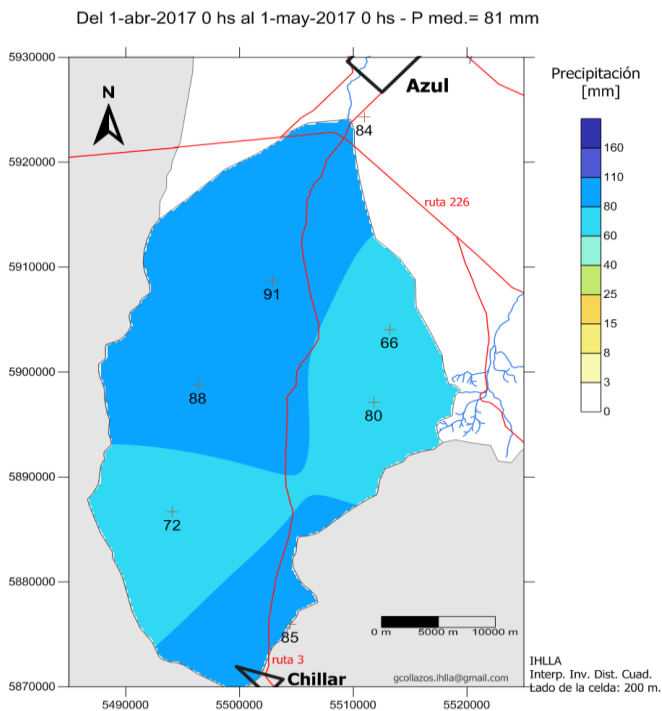 Del 1-abr-2017 0 hs al 1-may-2017 0 hs - P med.= 81 mm
5930000
5920000
5910000
5900000
5890000
5880000
5870000
N
Azul
84
ruta 226
91
66
88
80
72
85
ruta 3
Chillar
0 m 5000 m 10000 m
gcollazos.ihlla@gmail.com
5490000 5500000 5510000 5520000
Precipitación
[mm]
160
110
80
60
40
25
15
8
3
0
IHLLA
Interp. Inv. Dist. Cuad.
Lado de la celda: 200 m.